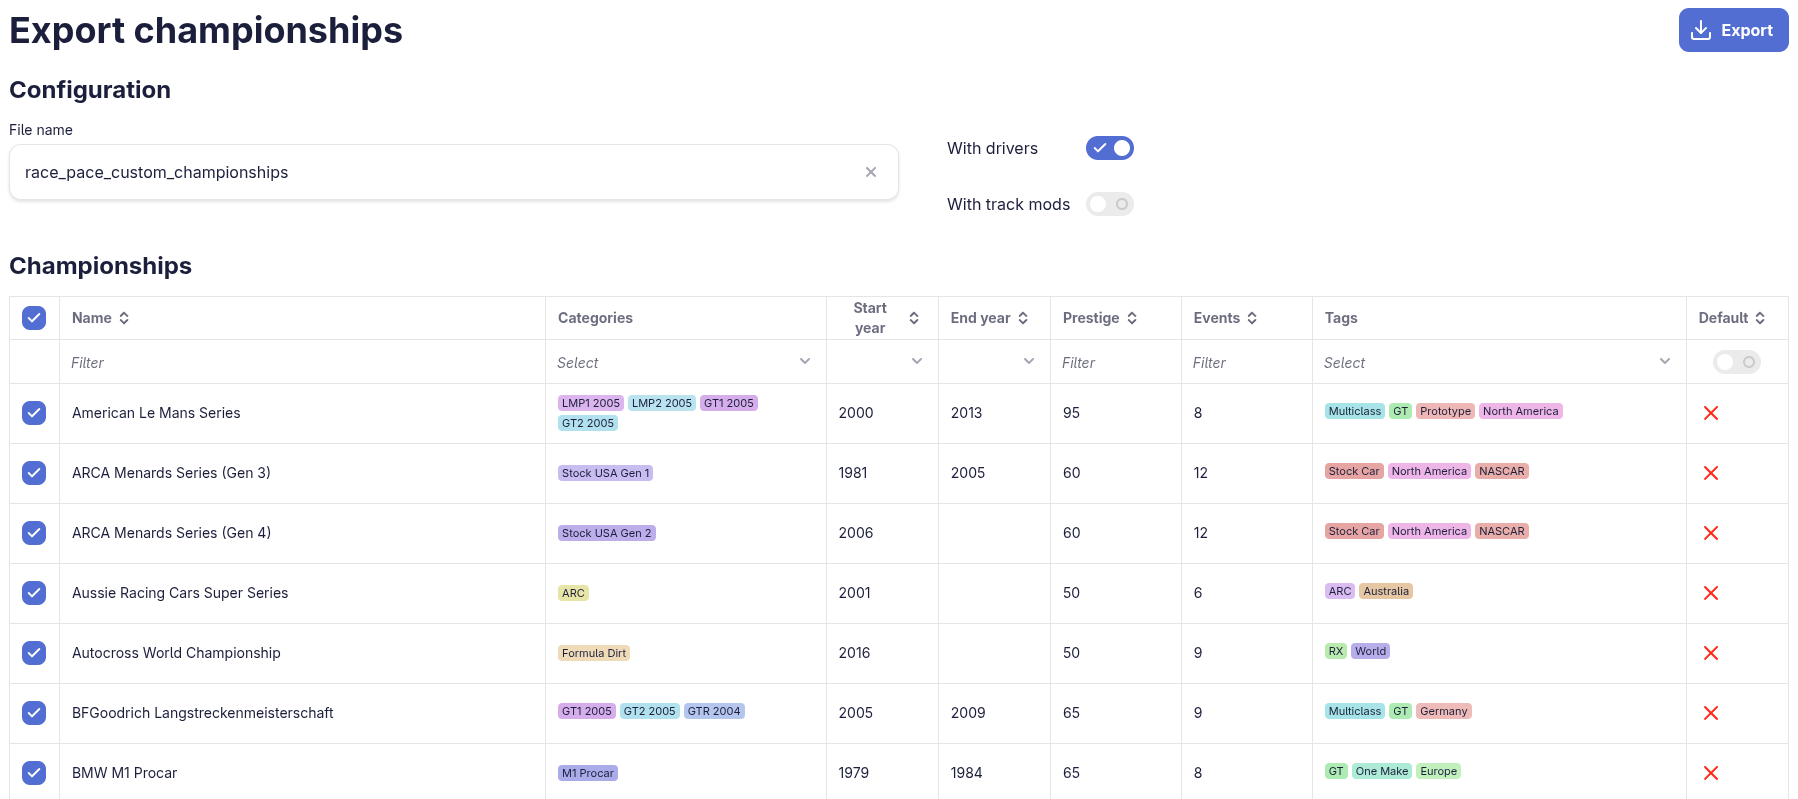 Export championships
Export
Configuration
File name
race_pace_custom_championships
With drivers
With track mods
Championships
Name Categories Start year End year Prestige Events Tags Default
Filter Select Filter Filter Select
American Le Mans Series LMP1 2005 LMP2 2005 GT1 2005 GT2 2005 2000 2013 95 8 Multiclass GT Prototype North America
ARCA Menards Series (Gen 3) Stock USA Gen 1 1981 2005 60 12 Stock Car North America NASCAR
ARCA Menards Series (Gen 4) Stock USA Gen 2 2006 60 12 Stock Car North America NASCAR
Aussie Racing Cars Super Series ARC 2001 50 6 ARC Australia
Autocross World Championship Formula Dirt 2016 50 9 RX World
BFGoodrich Langstreckenmeisterschaft GT1 2005 GT2 2005 GTR 2004 2005 2009 65 9 Multiclass GT Germany
BMW M1 Procar M1 Procar 1979 1984 65 8 GT One Make Europe